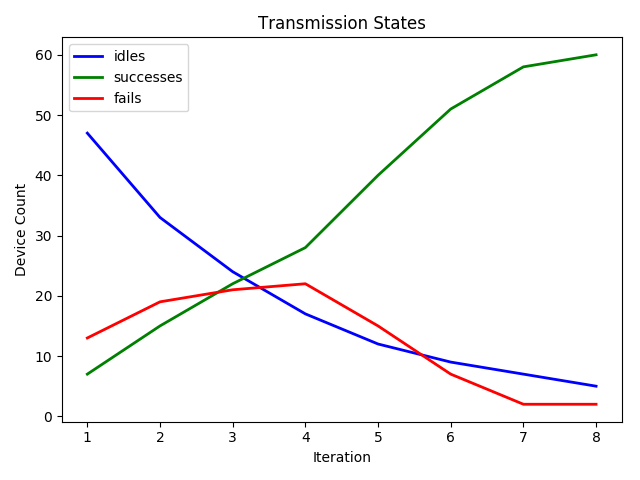 Transmission States
idles
successes
fails
Device Count
60
50
40
30
20
10
0
1 2 3 4 5 6 7 8
Iteration